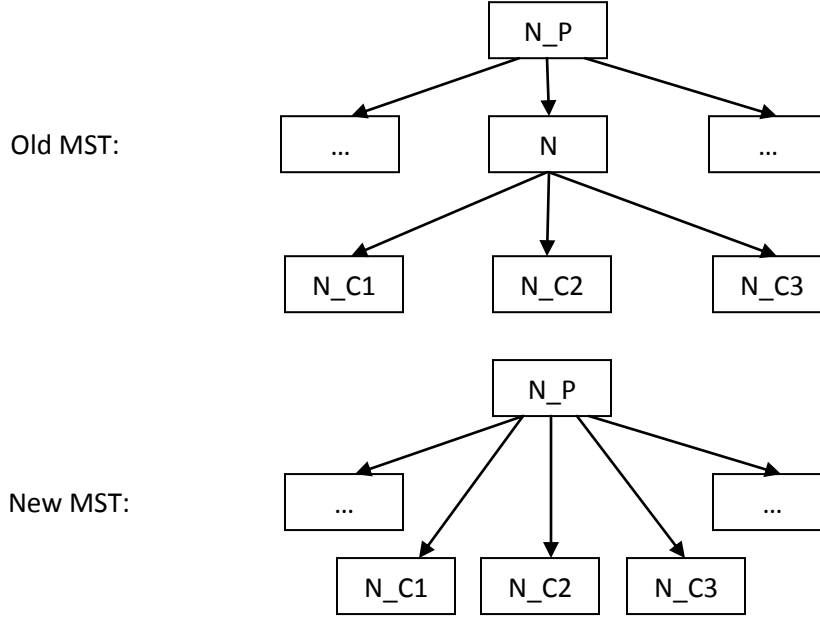 N_P
Old MST: ... N ...
N_C1 N_C2 N_C3
N_P
New MST: ... ...
N_C1 N_C2 N_C3